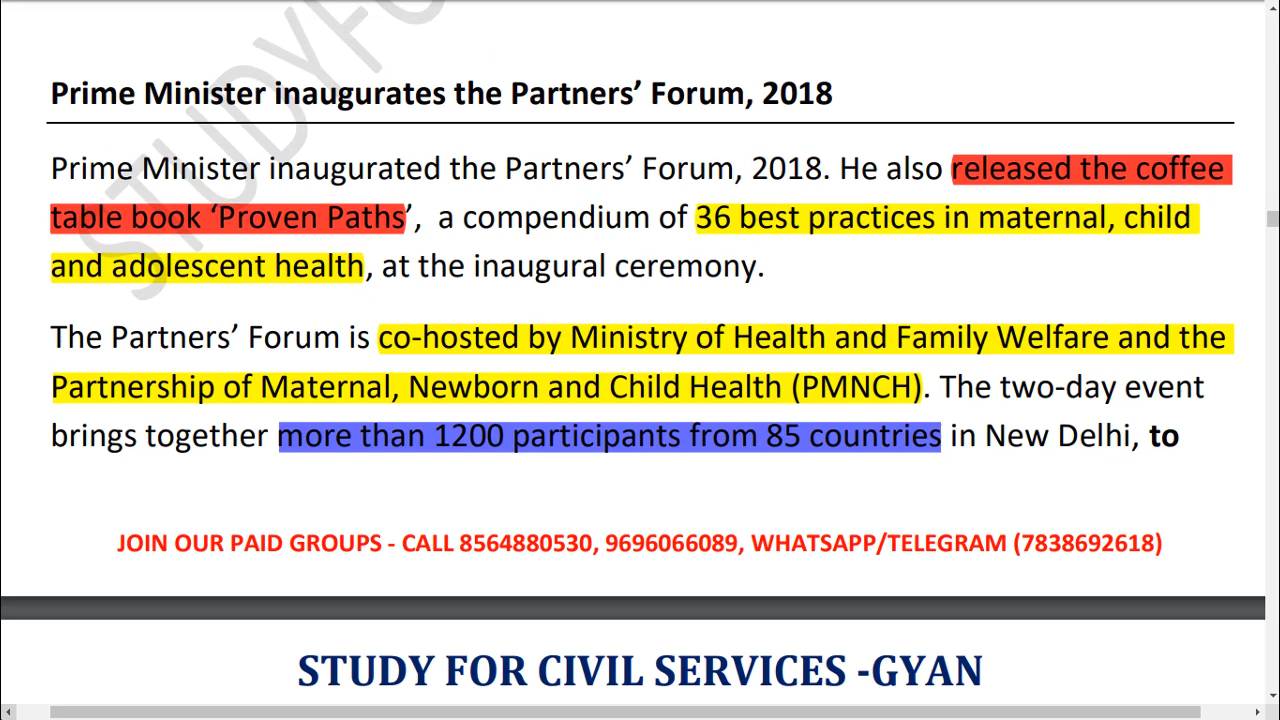 STUDYFO
Prime Minister inaugurates the Partners’ Forum, 2018
Prime Minister inaugurated the Partners’ Forum, 2018. He also released the coffee
table book ‘Proven Paths’, a compendium of 36 best practices in maternal, child
and adolescent health, at the inaugural ceremony.
The Partners’ Forum is co-hosted by Ministry of Health and Family Welfare and the
Partnership of Maternal, Newborn and Child Health (PMNCH). The two-day event
brings together more than 1200 participants from 85 countries in New Delhi, to
JOIN OUR PAID GROUPS - CALL 8564880530, 9696066089, WHATSAPP/TELEGRAM (7838692618)
STUDY FOR CIVIL SERVICES -GYAN